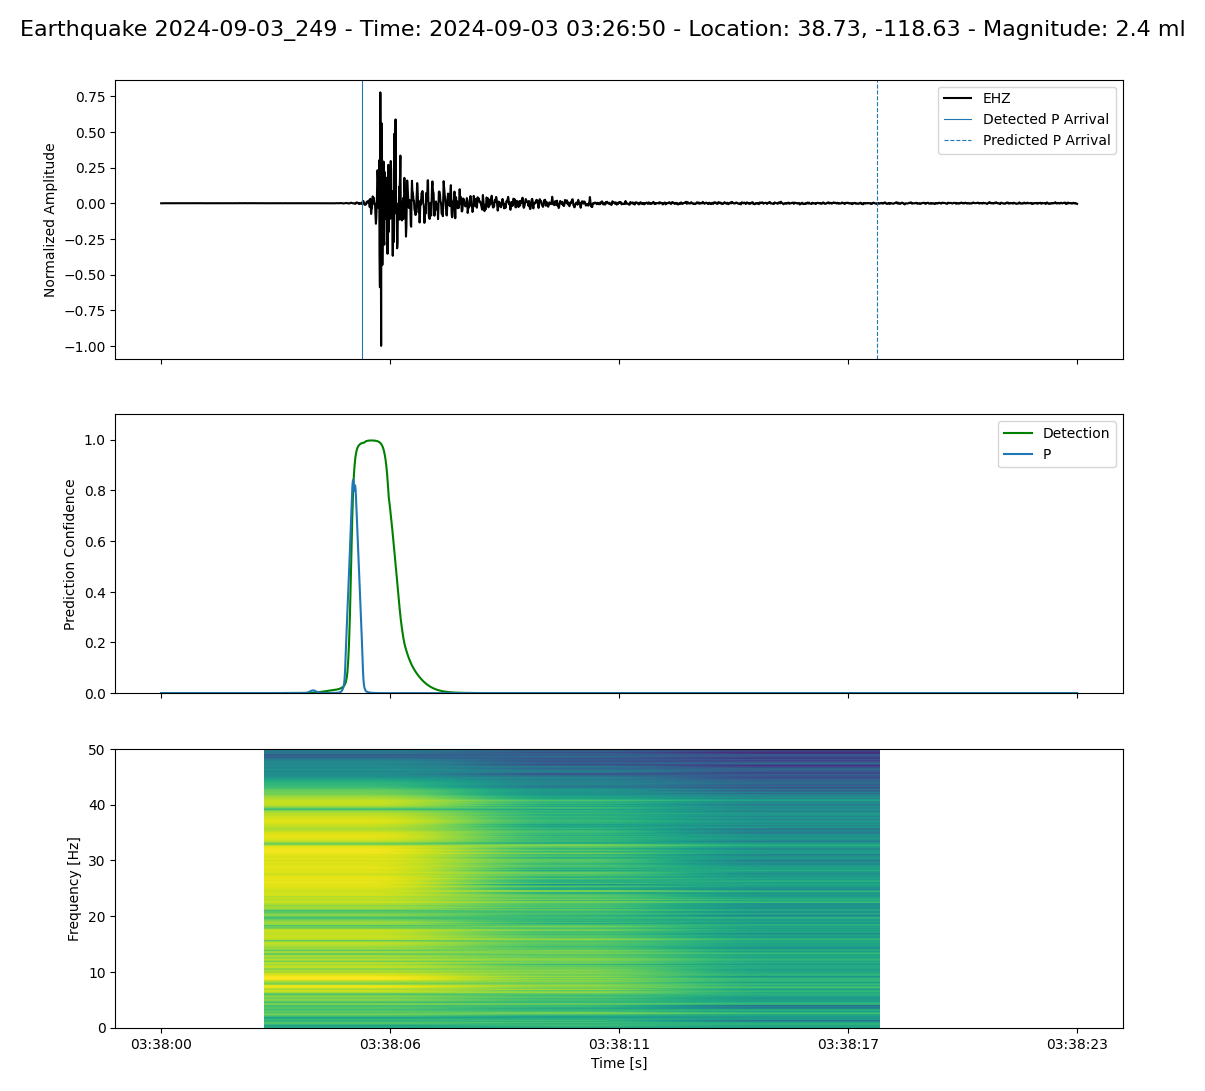 Earthquake 2024-09-03_249 - Time: 2024-09-03 03:26:50 - Location: 38.73, -118.63 - Magnitude: 2.4 ml
EHZ
Detected P Arrival
Predicted P Arrival
0.75
0.50
0.25
0.00
−0.25
−0.50
−0.75
−1.00
Normalized Amplitude
Detection
P
1.0
0.8
0.6
0.4
0.2
0.0
Prediction Confidence
50
40
30
20
10
0
Frequency [Hz]
03:38:00 03:38:06 03:38:11 03:38:17 03:38:23
Time [s]